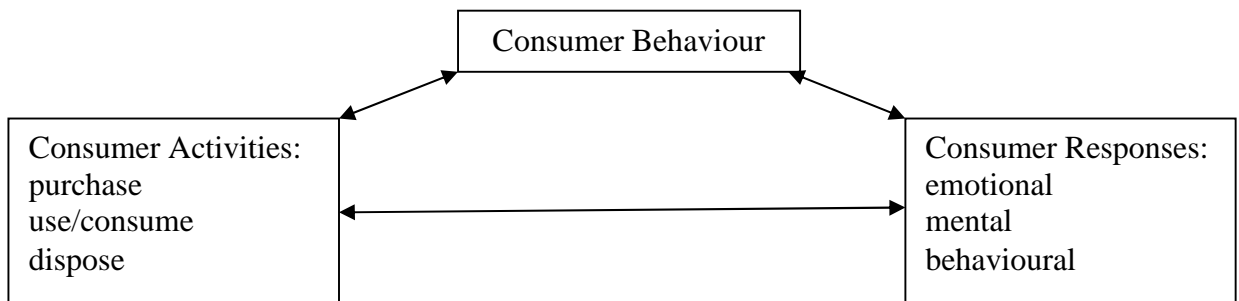 Consumer Behaviour
Consumer Activities:
purchase
use/consume
dispose
Consumer Responses:
emotional
mental
behavioural